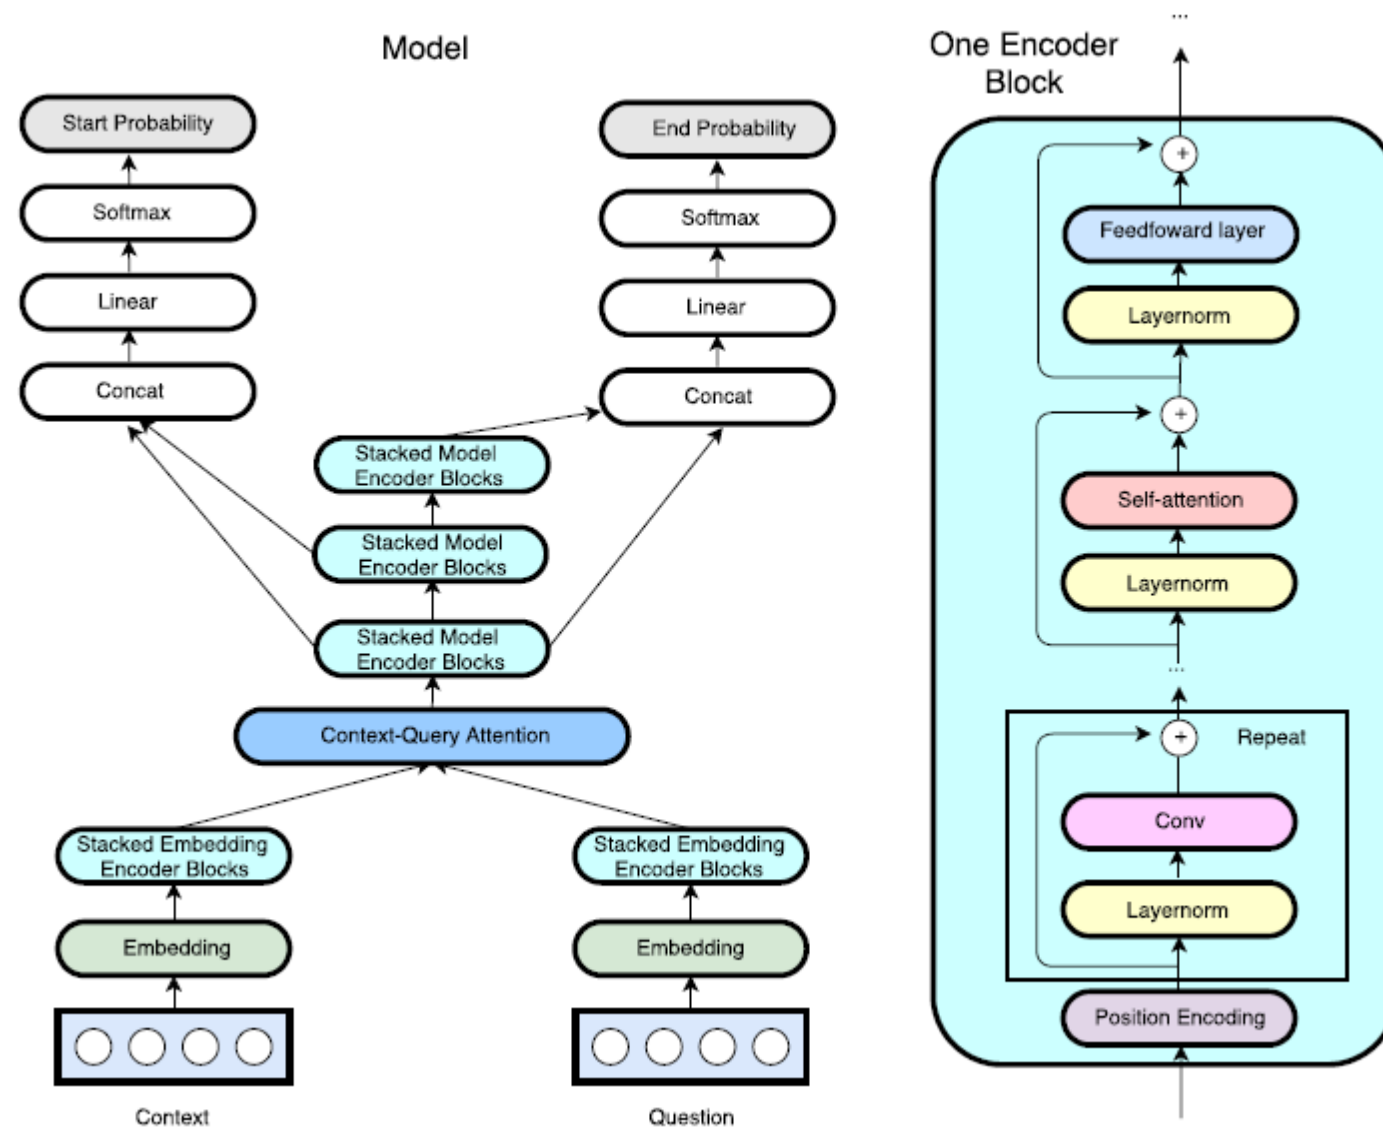 Model
Start Probability
Softmax
Linear
Concat
End Probability
Softmax
Linear
Concat
Stacked Model
Encoder Blocks
Stacked Model
Encoder Blocks
Stacked Model
Encoder Blocks
Context-Query Attention
Stacked Embedding
Encoder Blocks
Stacked Embedding
Encoder Blocks
Embedding
Embedding
Context
Question
One Encoder
Block
...
+
Feedfoward layer
Layernorm
+
Self-attention
Layernorm
...
+
Repeat
Conv
Layernorm
Position Encoding